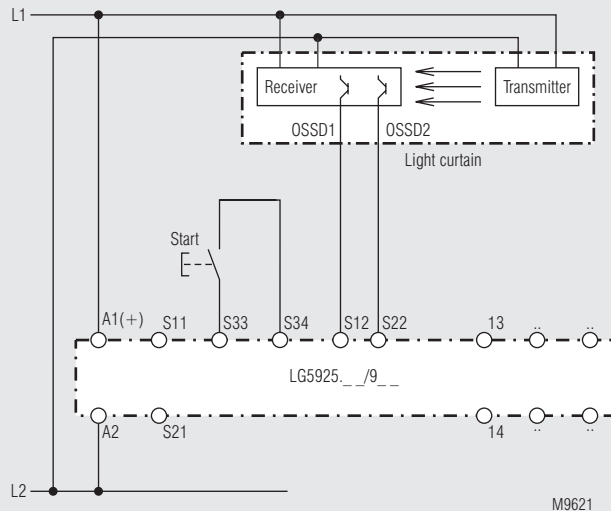 L1
Receiver
Transmitter
OSSD1
OSSD2
Light curtain
Start
A1(+)
S11
S33
S34
S12
S22
13
..
..
LG5925._ _/9_ _
A2
S21
14
..
..
L2
M9621